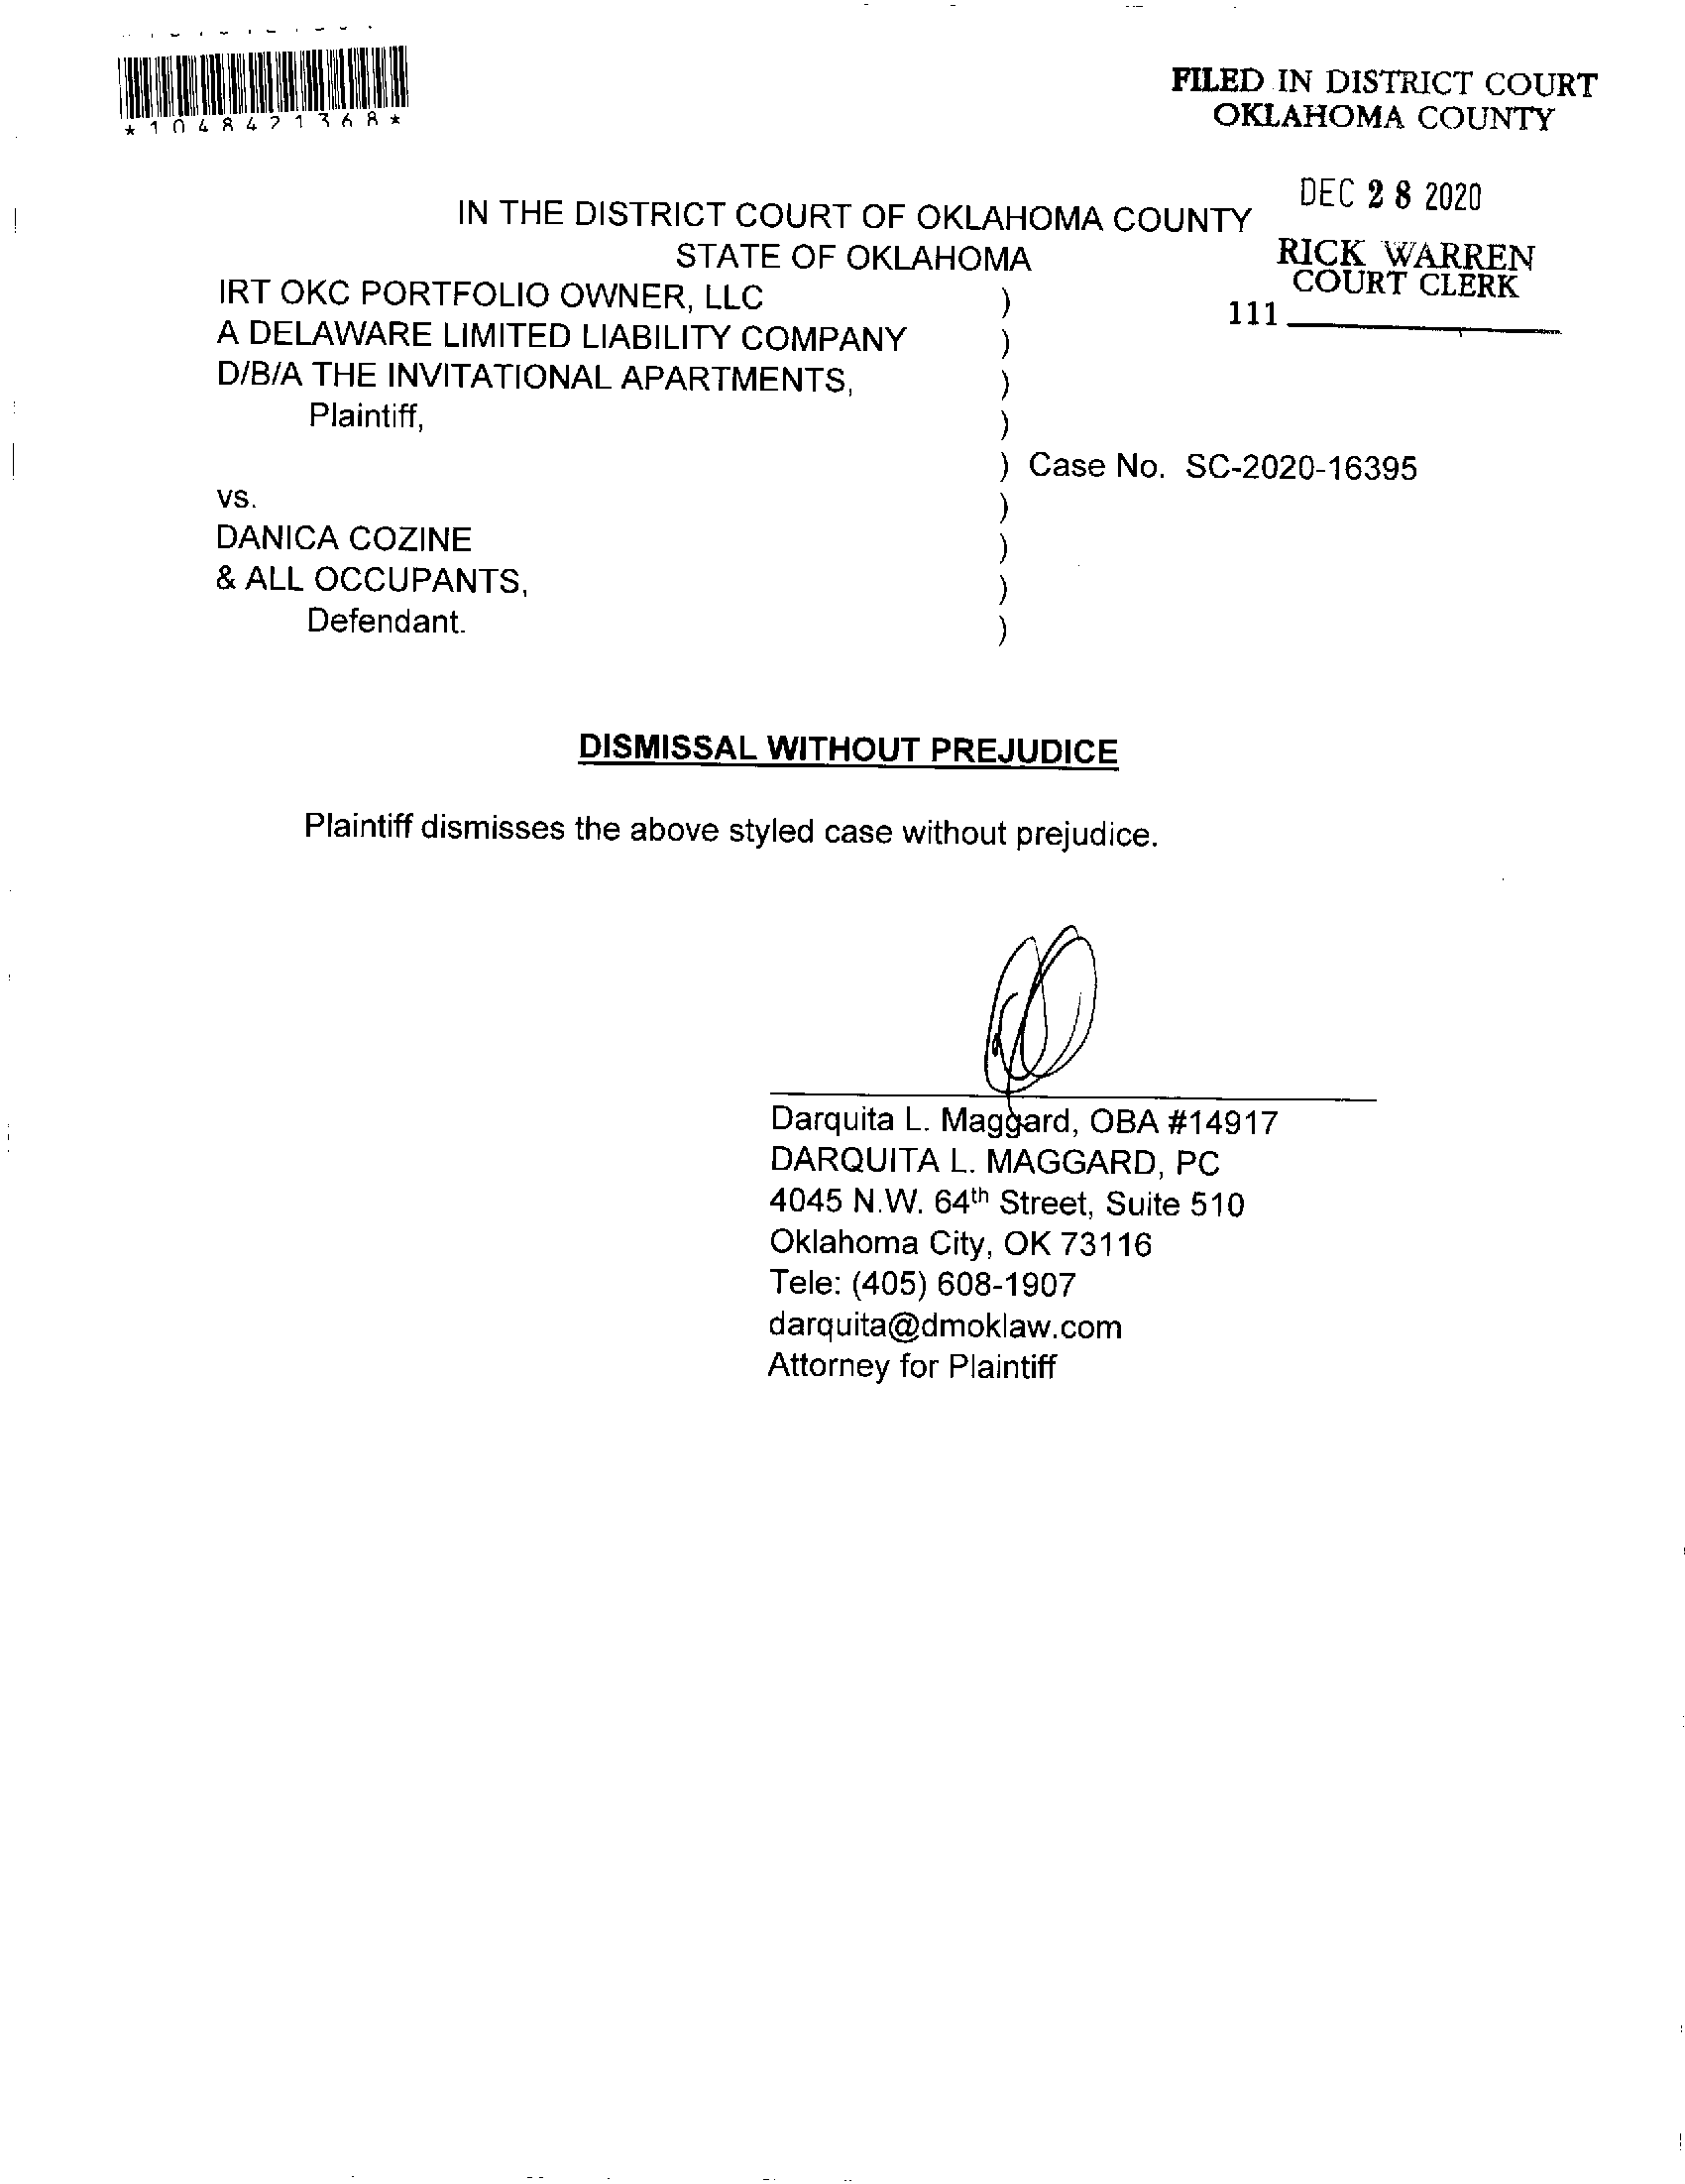 *1048421368*
FILED IN DISTRICT COURT
OKLAHOMA COUNTY
DEC 28 2020
RICK WARREN
COURT CLERK
111
IN THE DISTRICT COURT OF OKLAHOMA COUNTY
STATE OF OKLAHOMA
IRT OKC PORTFOLIO OWNER, LLC )
A DELAWARE LIMITED LIABILITY COMPANY )
D/B/A THE INVITATIONAL APARTMENTS, )
Plaintiff, )
) Case No. SC-2020-16395
vs. )
DANICA COZINE )
& ALL OCCUPANTS, )
Defendant. )
DISMISSAL WITHOUT PREJUDICE
Plaintiff dismisses the above styled case without prejudice.
Darquita L. Maggard, OBA #14917
DARQUITA L. MAGGARD, PC
4045 N.W. 64th Street, Suite 510
Oklahoma City, OK 73116
Tele: (405) 608-1907
darquita@dmoklaw.com
Attorney for Plaintiff